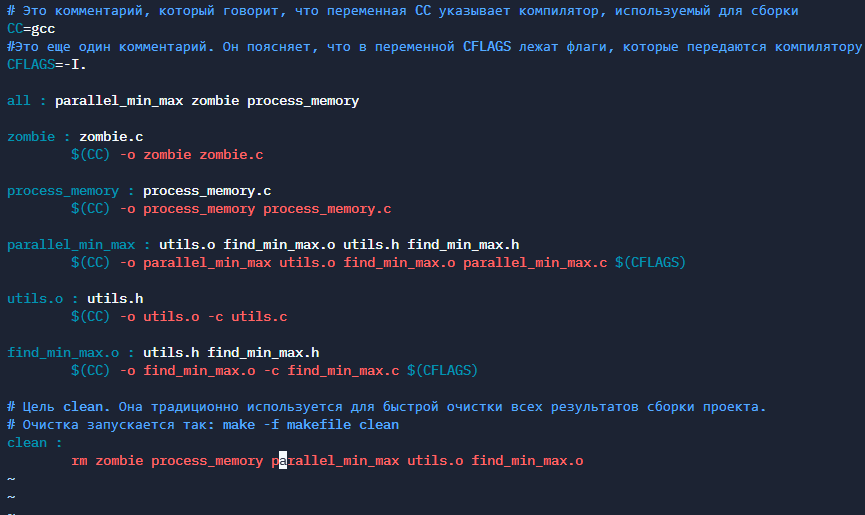 # Это комментарий, который говорит, что переменная CC указывает компилятор, используемый для сборки
CC=gcc
#Это еще один комментарий. Он поясняет, что в переменной CFLAGS лежат флаги, которые передаются компилятору
CFLAGS=-I.
all : parallel_min_max zombie process_memory
zombie : zombie.c
$(CC) -o zombie zombie.c
process_memory : process_memory.c
$(CC) -o process_memory process_memory.c
parallel_min_max : utils.o find_min_max.o utils.h find_min_max.h
$(CC) -o parallel_min_max utils.o find_min_max.o parallel_min_max.c $(CFLAGS)
utils.o : utils.h
$(CC) -o utils.o -c utils.c
find_min_max.o : utils.h find_min_max.h
$(CC) -o find_min_max.o -c find_min_max.c $(CFLAGS)
# Цель clean. Она традиционно используется для быстрой очистки всех результатов сборки проекта.
# Очистка запускается так: make -f makefile clean
clean :
rm zombie process_memory parallel_min_max utils.o find_min_max.o
~
~
~